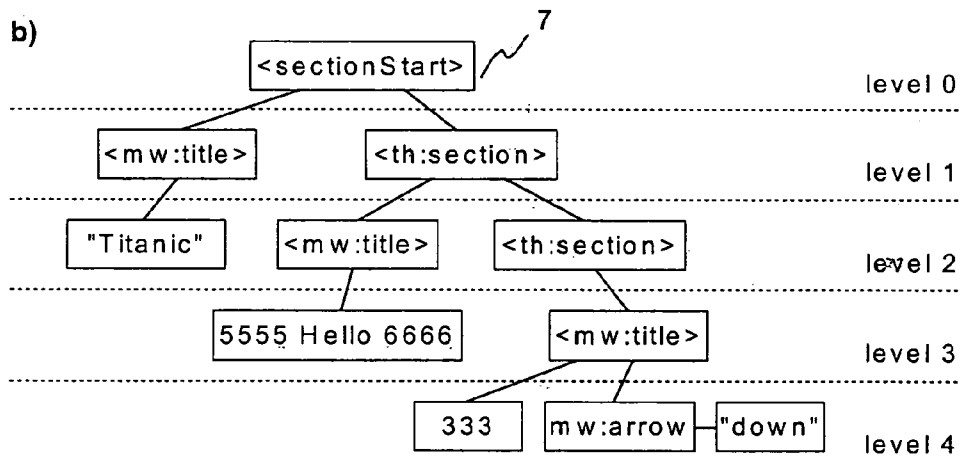 b)
7
<sectionStart>
level 0
<mw:title> <th:section>
level 1
"Titanic" <mw:title> <th:section>
level 2
5555 Hello 6666 <mw:title>
level 3
333 mw:arrow "down"
level 4